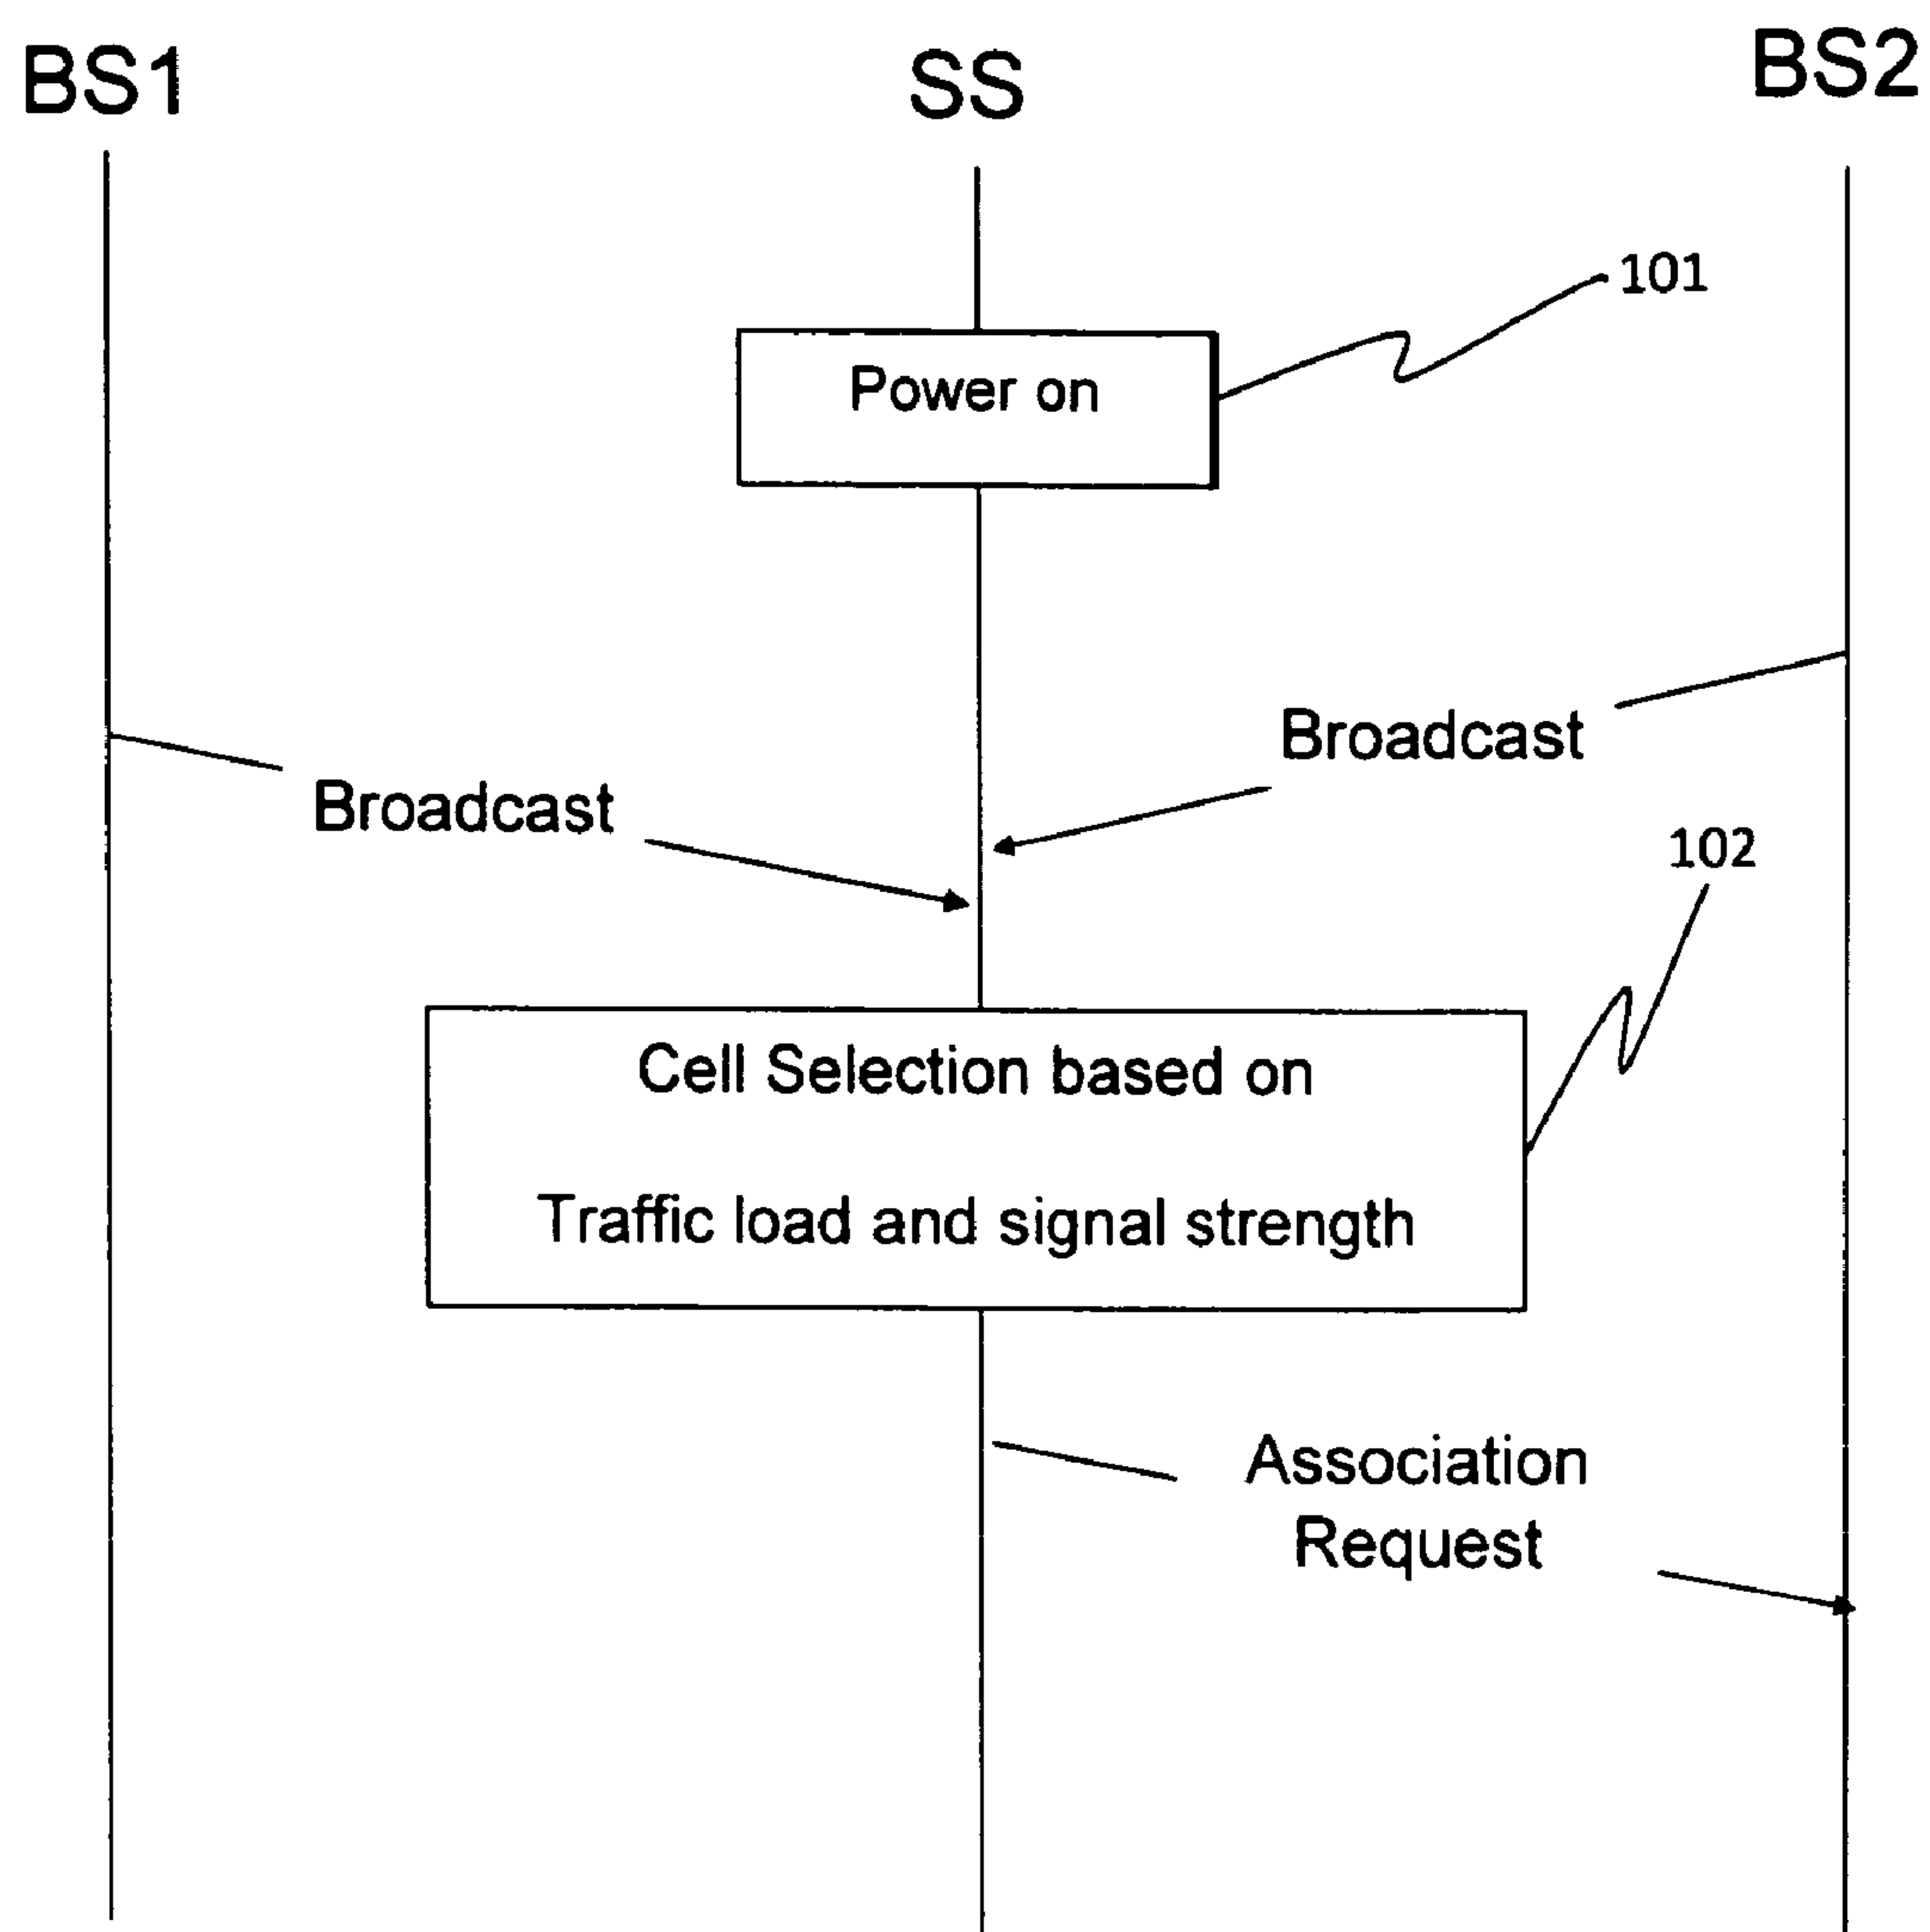 BS1
SS
BS2
101
Power on
Broadcast
Broadcast
102
Cell Selection based on
Traffic load and signal strength
Association
Request